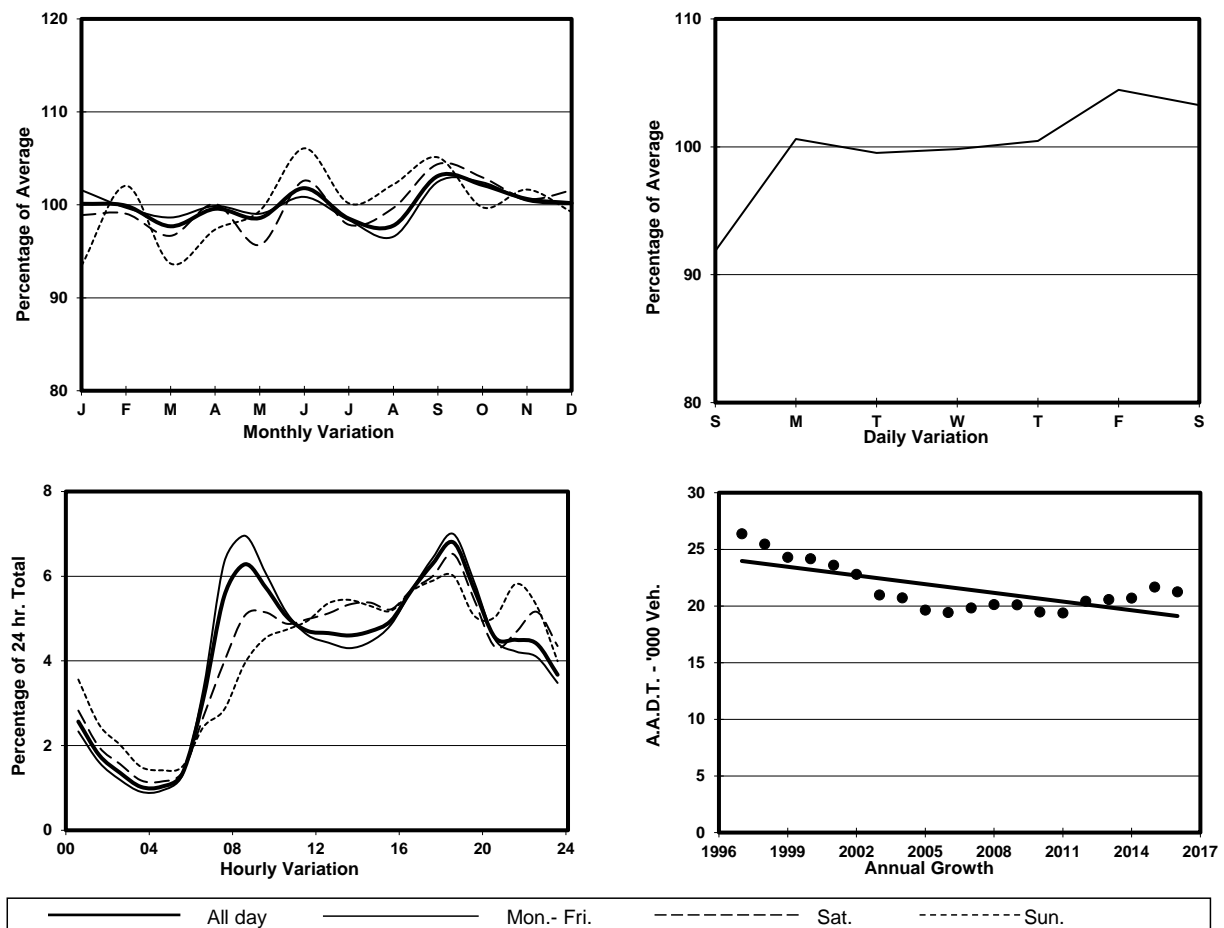 120
110
100
90
80
Percentage of Average
J F M A M J J A S O N D
Monthly Variation
110
100
90
80
Percentage of Average
S M T W T F S
Daily Variation
8
6
4
2
0
Percentage of 24 hr. Total
00 04 08 12 16 20 24
Hourly Variation
30
25
20
15
10
5
0
A.A.D.T. - '000 Veh.
1996 1999 2002 2005 2008 2011 2014 2017
Annual Growth
All day Mon.- Fri. Sat. Sun.